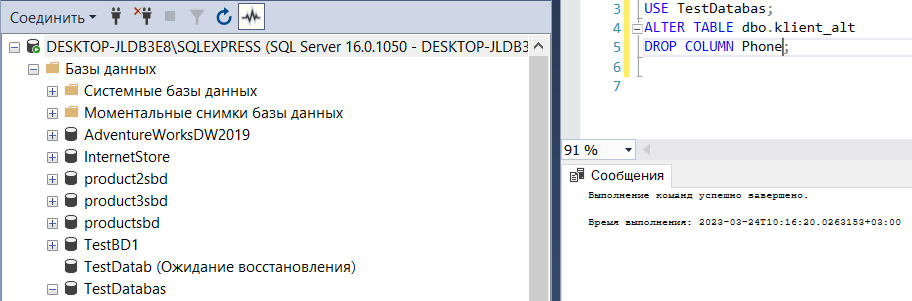 Соединить
DESKTOP-JLDB3E8\SQLEXPRESS (SQL Server 16.0.1050 - DESKTOP-JLDB3
Базы данных
Системные базы данных
Моментальные снимки базы данных
AdventureWorksDW2019
InternetStore
product2sbd
product3sbd
productsbd
TestBD1
TestDatab (Ожидание восстановления)
TestDatabas
3 USE TestDatabas;
4 ALTER TABLE dbo.klient_alt
5 DROP COLUMN Phone;
6
7
91 %
Сообщения
Выполнение команд успешно завершено.
Время выполнения: 2023-03-24T10:16:20.0263153+03:00